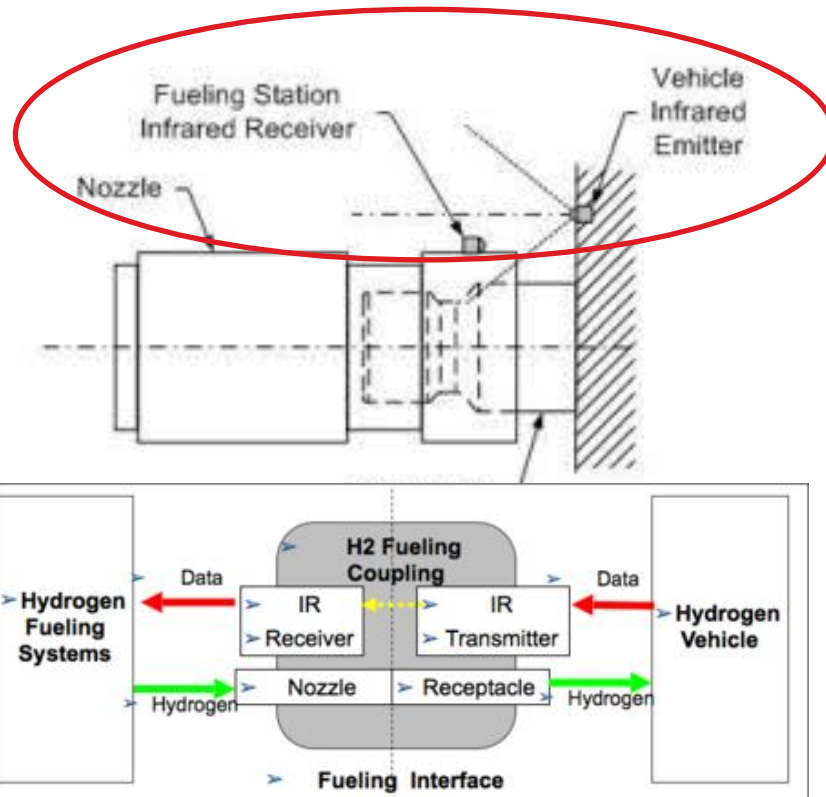 Fueling Station
Infrared Receiver
Vehicle
Infrared
Emitter
Nozzle
H2 Fueling
Coupling
Data
Data
Hydrogen
Fueling
Systems
IR
Receiver
IR
Transmitter
Hydrogen
Vehicle
Nozzle
Receptacle
Hydrogen
Hydrogen
Fueling Interface